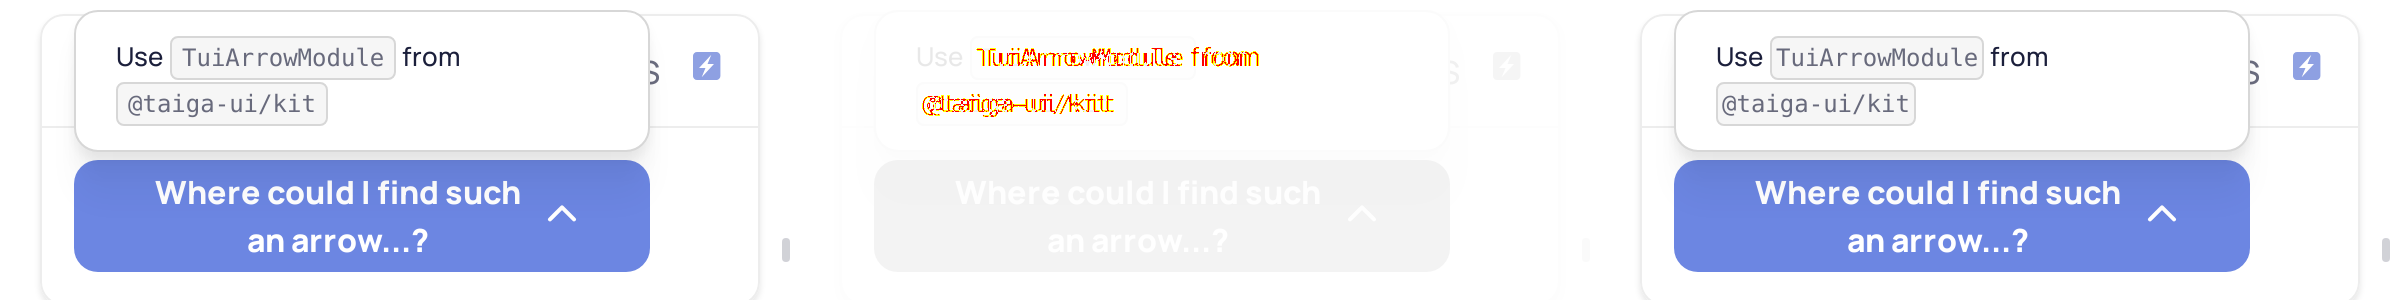 Use TuiArrowModule from
@taiga-ui/kit
s
Where could I find such
an arrow...?
Use TuiArrowModule from
@taiga-ui/kit
s
Where could I find such
an arrow...?
Use TuiArrowModule from
@taiga-ui/kit
s
Where could I find such
an arrow...?